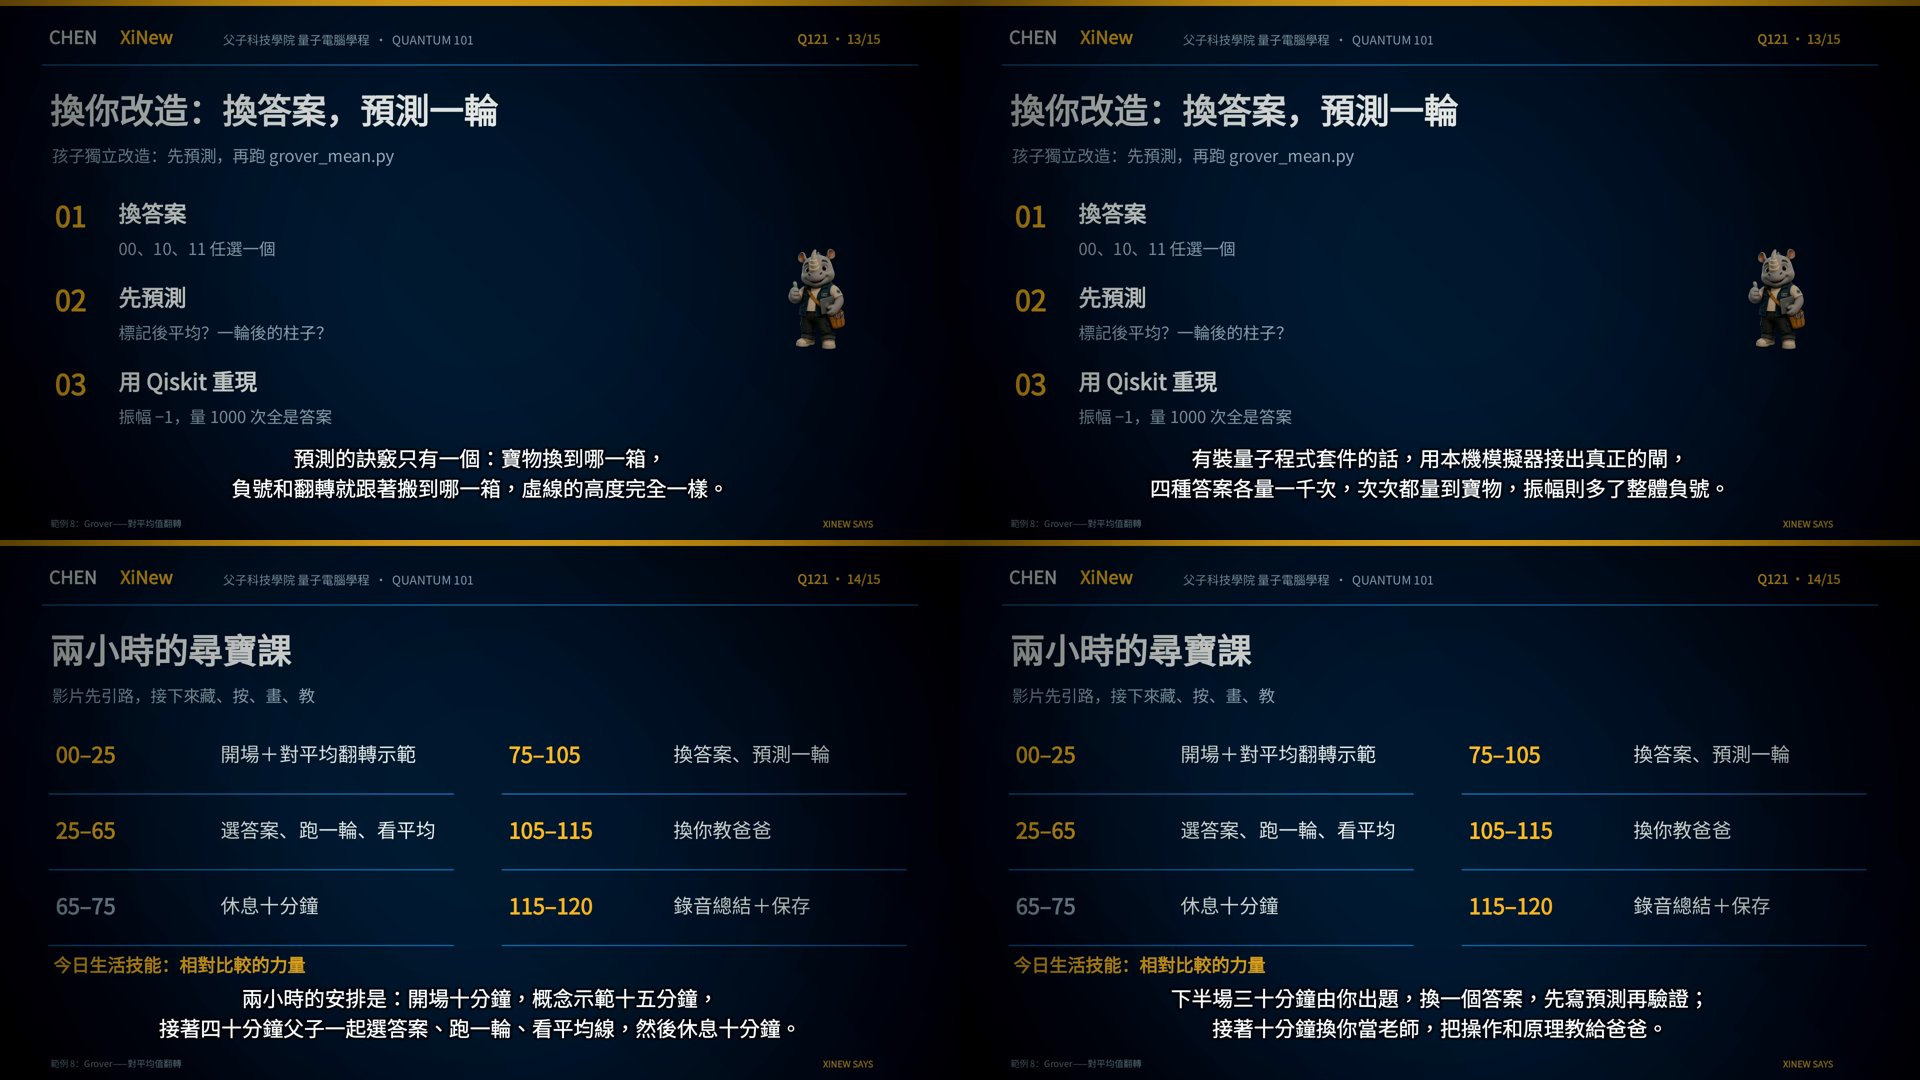 CHEN XiNew 父子科技學院 量子電腦學程 · QUANTUM 101 Q121 · 13/15
換你改造：換答案，預測一輪
孩子獨立改造：先預測，再跑 grover_mean.py
01 換答案
00、10、11 任選一個
02 先預測
標記後平均？一輪後的柱子？
03 用 Qiskit 重現
振幅 −1，量 1000 次全是答案
預測的訣竅只有一個：寶物換到哪一箱，
負號和翻轉就跟著搬到哪一箱，虛線的高度完全一樣。
範例 8：Grover——對平均值翻轉 XINEW SAYS
CHEN XiNew 父子科技學院 量子電腦學程 · QUANTUM 101 Q121 · 13/15
換你改造：換答案，預測一輪
孩子獨立改造：先預測，再跑 grover_mean.py
01 換答案
00、10、11 任選一個
02 先預測
標記後平均？一輪後的柱子？
03 用 Qiskit 重現
振幅 −1，量 1000 次全是答案
有裝量子程式套件的話，用本機模擬器接出真正的閘，
四種答案各量一千次，次次都量到寶物，振幅則多了整體負號。
範例 8：Grover——對平均值翻轉 XINEW SAYS
CHEN XiNew 父子科技學院 量子電腦學程 · QUANTUM 101 Q121 · 14/15
兩小時的尋寶課
影片先引路，接下來藏、按、畫、教
00–25 開場＋對平均翻轉示範 75–105 換答案、預測一輪
25–65 選答案、跑一輪、看平均 105–115 換你教爸爸
65–75 休息十分鐘 115–120 錄音總結＋保存
今日生活技能：相對比較的力量
兩小時的安排是：開場十分鐘，概念示範十五分鐘，
接著四十分鐘父子一起選答案、跑一輪、看平均線，然後休息十分鐘。
範例 8：Grover——對平均值翻轉 XINEW SAYS
CHEN XiNew 父子科技學院 量子電腦學程 · QUANTUM 101 Q121 · 14/15
兩小時的尋寶課
影片先引路，接下來藏、按、畫、教
00–25 開場＋對平均翻轉示範 75–105 換答案、預測一輪
25–65 選答案、跑一輪、看平均 105–115 換你教爸爸
65–75 休息十分鐘 115–120 錄音總結＋保存
今日生活技能：相對比較的力量
下半場三十分鐘由你出題，換一個答案，先寫預測再驗證；
接著十分鐘換你當老師，把操作和原理教給爸爸。
範例 8：Grover——對平均值翻轉 XINEW SAYS